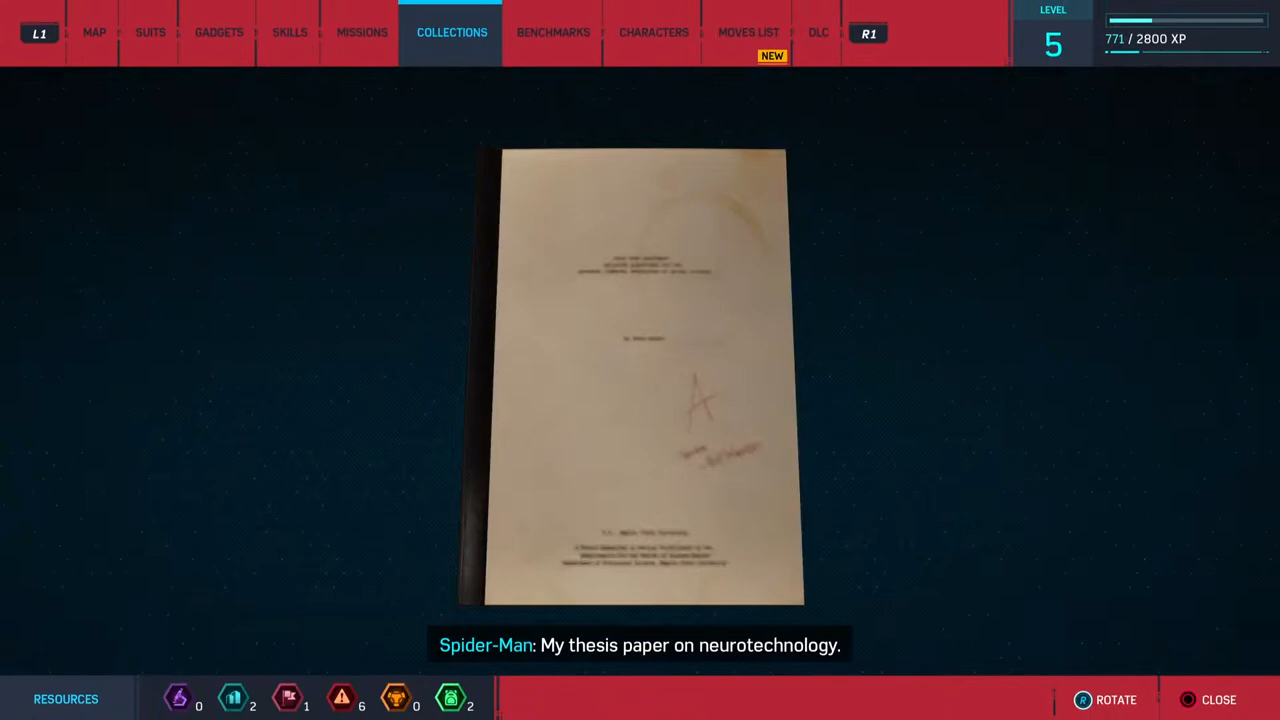 L1
MAP
SUITS
GADGETS
SKILLS
MISSIONS
COLLECTIONS
BENCHMARKS
CHARACTERS
MOVES LIST
NEW
DLC
R1
LEVEL
5
771 / 2800 XP
A
Spider-Man: My thesis paper on neurotechnology.
RESOURCES
0
2
1
6
0
2
R ROTATE
CLOSE